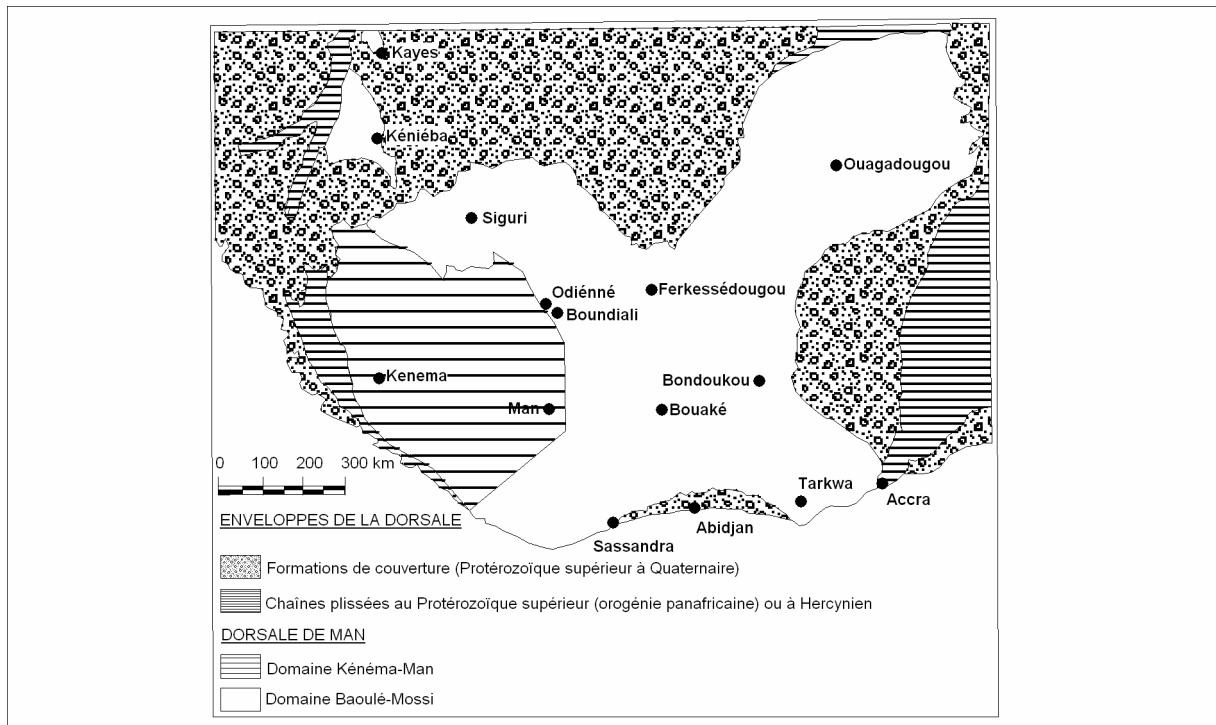 Kayes
Kéniéba
Ouagadougou
Siguri
Odiénné
Ferkessédougou
Boundiali
Kenema
Bondoukou
Man
Bouaké
0 100 200 300 km
Tarkwa
Accra
Abidjan
Sassandra
ENVELOPPES DE LA DORSALE
Formations de couverture (Protérozoïque supérieur à Quaternaire)
Chaînes plissées au Protérozoïque supérieur (orogénie panafricaine) ou à Hercynien
DORSALE DE MAN
Domaine Kénéma-Man
Domaine Baoulé-Mossi